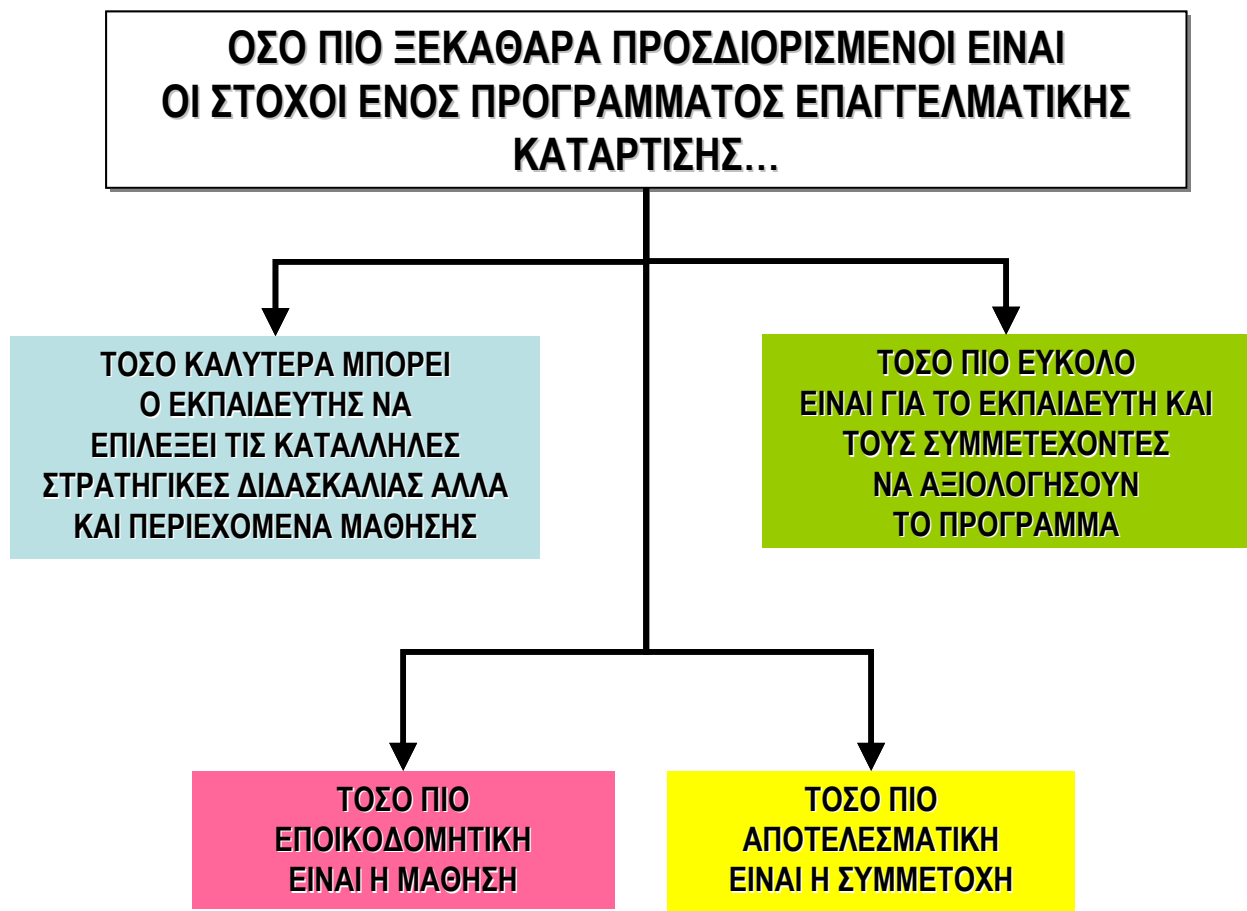 ΟΣΟ ΠΙΟ ΞΕΚΑΘΑΡΑ ΠΡΟΣΔΙΟΡΙΣΜΕΝΟΙ ΕΙΝΑΙ
ΟΙ ΣΤΟΧΟΙ ΕΝΟΣ ΠΡΟΓΡΑΜΜΑΤΟΣ ΕΠΑΓΓΕΛΜΑΤΙΚΗΣ
ΚΑΤΑΡΤΙΣΗΣ…
ΤΟΣΟ ΚΑΛΥΤΕΡΑ ΜΠΟΡΕΙ
Ο ΕΚΠΑΙΔΕΥΤΗΣ ΝΑ
ΕΠΙΛΕΞΕΙ ΤΙΣ ΚΑΤΑΛΛΗΛΕΣ
ΣΤΡΑΤΗΓΙΚΕΣ ΔΙΔΑΣΚΑΛΙΑΣ ΑΛΛΑ
ΚΑΙ ΠΕΡΙΕΧΟΜΕΝΑ ΜΑΘΗΣΗΣ
ΤΟΣΟ ΠΙΟ ΕΥΚΟΛΟ
ΕΙΝΑΙ ΓΙΑ ΤΟ ΕΚΠΑΙΔΕΥΤΗ ΚΑΙ
ΤΟΥΣ ΣΥΜΜΕΤΕΧΟΝΤΕΣ
ΝΑ ΑΞΙΟΛΟΓΗΣΟΥΝ
ΤΟ ΠΡΟΓΡΑΜΜΑ
ΤΟΣΟ ΠΙΟ
ΕΠΟΙΚΟΔΟΜΗΤΙΚΗ
ΕΙΝΑΙ Η ΜΑΘΗΣΗ
ΤΟΣΟ ΠΙΟ
ΑΠΟΤΕΛΕΣΜΑΤΙΚΗ
ΕΙΝΑΙ Η ΣΥΜΜΕΤΟΧΗ